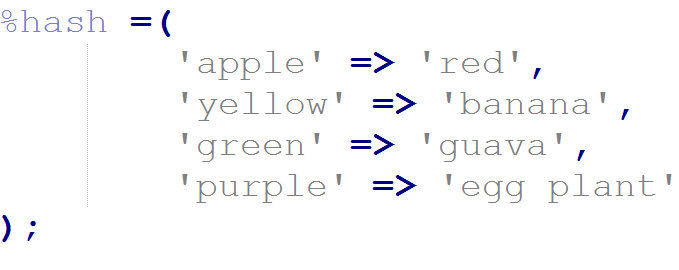 %hash =(
'apple' => 'red',
'yellow' => 'banana',
'green' => 'guava',
'purple' => 'egg plant'
);